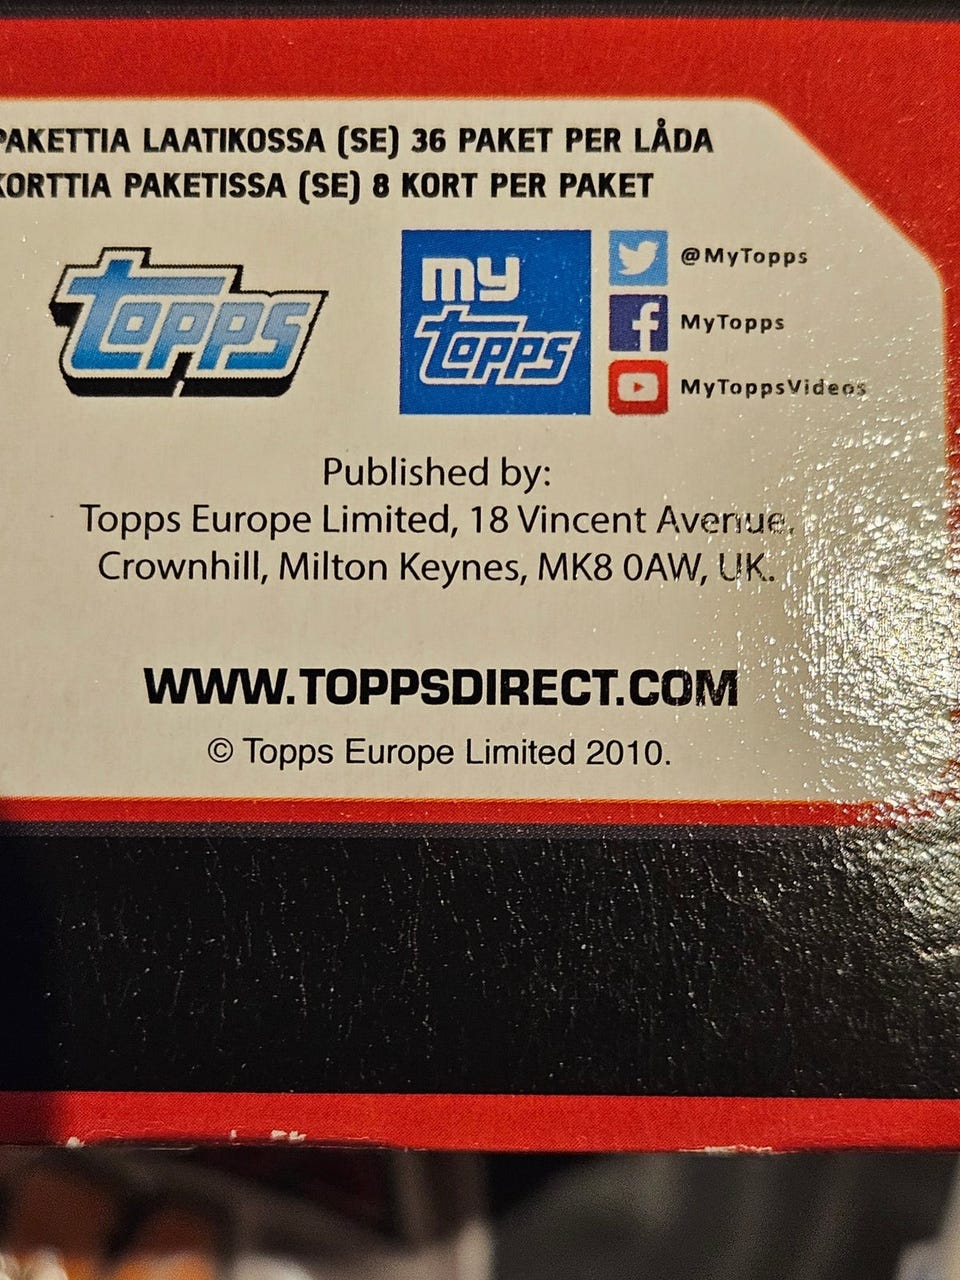 PAKETTIA LAATIKOSSA (SE) 36 PAKET PER LÅDA
KORTTIA PAKETISSA (SE) 8 KORT PER PAKET
Topps
my
Topps
@MyTopps
MyTopps
MyToppsVideos
Published by:
Topps Europe Limited, 18 Vincent Avenue,
Crownhill, Milton Keynes, MK8 0AW, UK.
WWW.TOPPSDIRECT.COM
© Topps Europe Limited 2010.